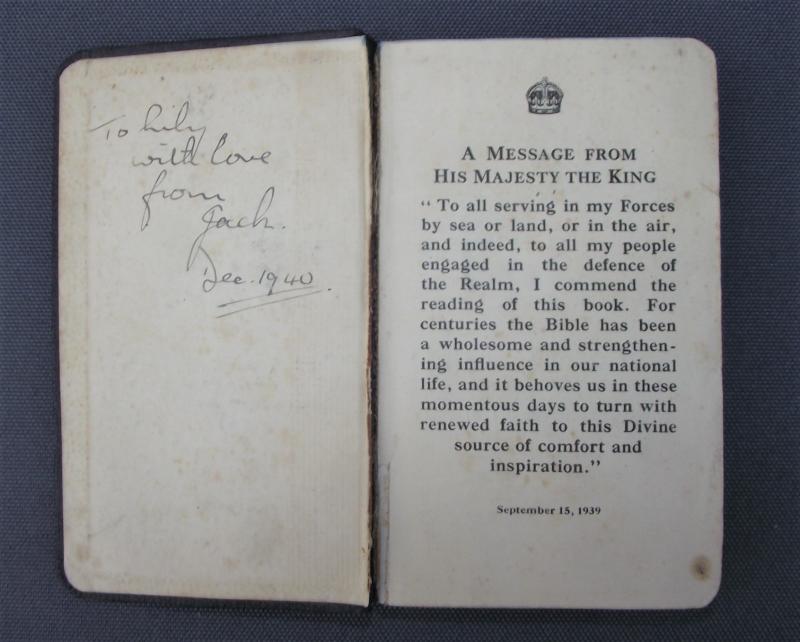 To Lily
with love
from
Jack.
Dec. 1940.
A MESSAGE FROM
HIS MAJESTY THE KING
“To all serving in my Forces
by sea or land, or in the air,
and indeed, to all my people
engaged in the defence of
the Realm, I commend the
reading of this book. For
centuries the Bible has been
a wholesome and strengthen-
ing influence in our national
life, and it behoves us in these
momentous days to turn with
renewed faith to this Divine
source of comfort and
inspiration.”
September 15, 1939